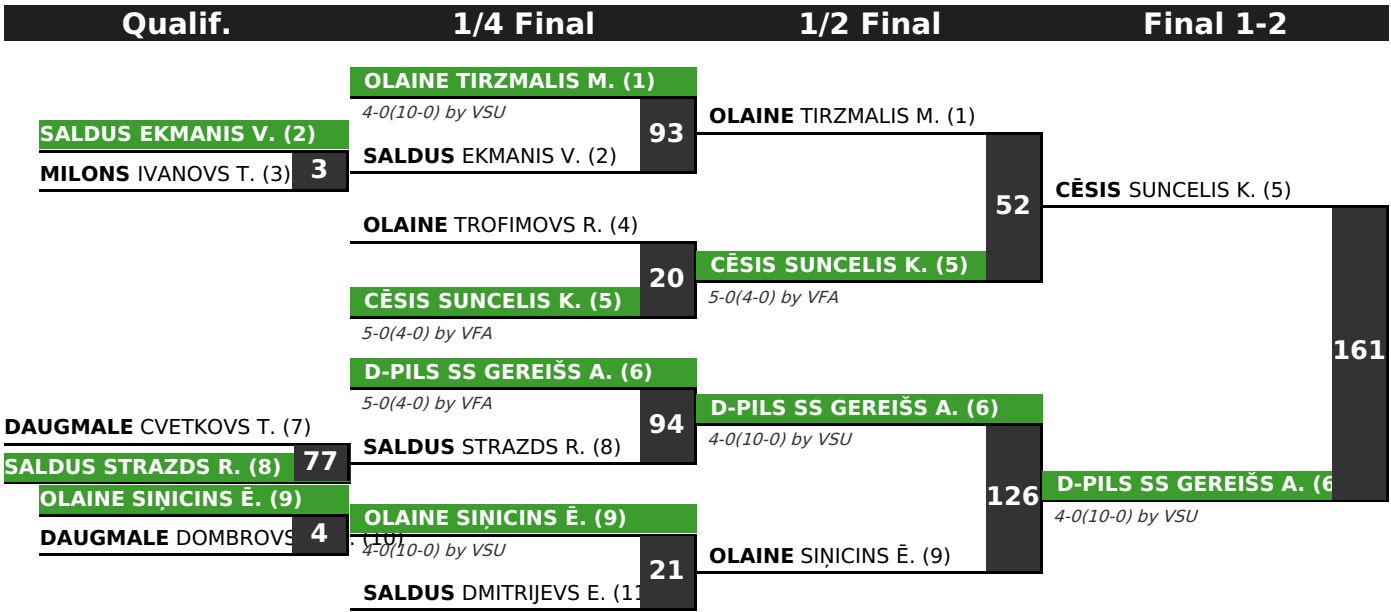 Qualif.
1/4 Final
1/2 Final
Final 1-2
SALDUS EKMANIS V. (2)
MILONS IVANOVS T. (3)
3
DAUGMALE CVETKOVS T. (7)
SALDUS STRAZDS R. (8)
77
OLAINE SIŅICINS Ē. (9)
DAUGMALE DOMBROVS . (10)
4
OLAINE TIRZMALIS M. (1)
4-0(10-0) by VSU
SALDUS EKMANIS V. (2)
93
OLAINE TROFIMOVS R. (4)
20
CĒSIS SUNCELIS K. (5)
5-0(4-0) by VFA
D-PILS SS GEREIŠS A. (6)
5-0(4-0) by VFA
SALDUS STRAZDS R. (8)
94
OLAINE SIŅICINS Ē. (9)
4-0(10-0) by VSU
SALDUS DMITRIJEVS E. (11
21
OLAINE TIRZMALIS M. (1)
52
CĒSIS SUNCELIS K. (5)
5-0(4-0) by VFA
D-PILS SS GEREIŠS A. (6)
4-0(10-0) by VSU
126
OLAINE SIŅICINS Ē. (9)
CĒSIS SUNCELIS K. (5)
161
D-PILS SS GEREIŠS A. (6
4-0(10-0) by VSU